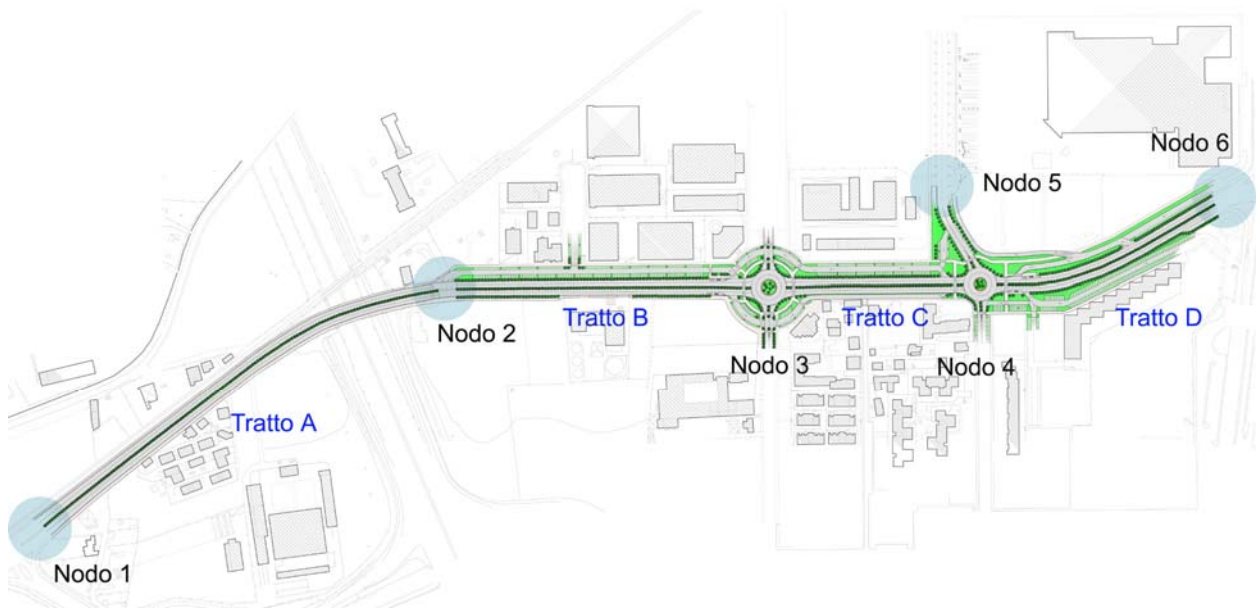 Nodo 6
Nodo 5
Nodo 2
Tratto B
Tratto C
Tratto D
Nodo 3
Nodo 4
Tratto A
Nodo 1